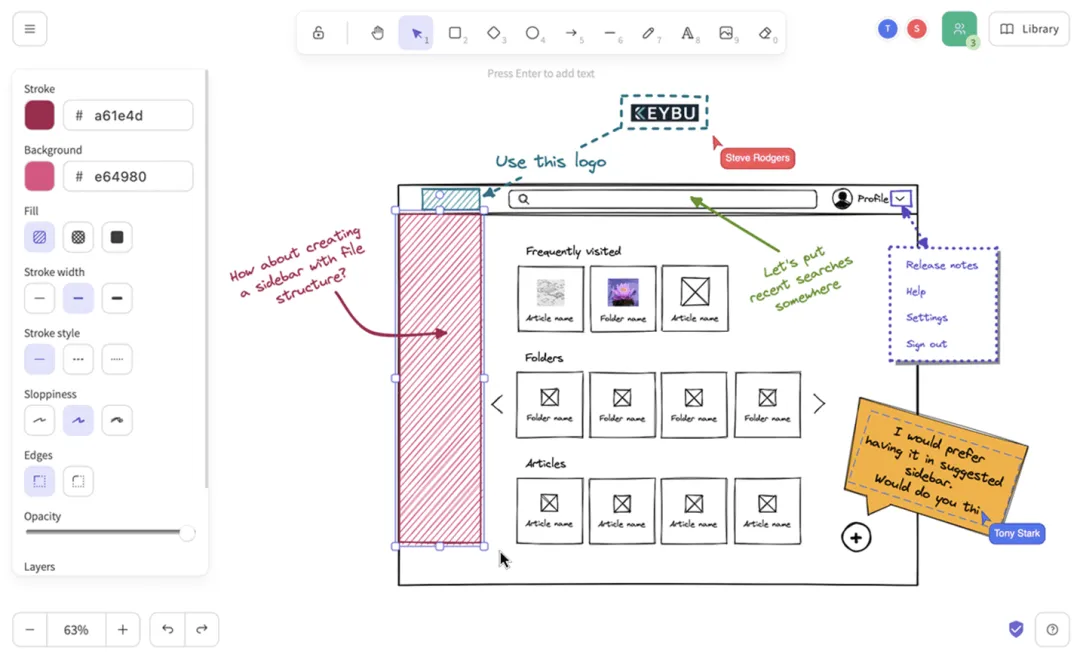 1
2
3
4
5
6
7
8
9
0
T
S
3
Library
Press Enter to add text
Stroke
# a61e4d
Background
# e64980
Fill
Stroke width
Stroke style
Sloppiness
Edges
Opacity
Layers
KEYBU
Steve Rodgers
Use this logo
Profile
How about creating
a sidebar with file
structure?
Let's put
recent searches
somewhere
Release notes
Help
Settings
Sign out
Frequently visited
Article name
Folder name
Article name
Folders
Folder name
Folder name
Folder name
Folder name
Articles
Article name
Article name
Article name
Article name
I would prefer
having it in suggested
sidebar.
Would do you thi
Tony Stark
63%